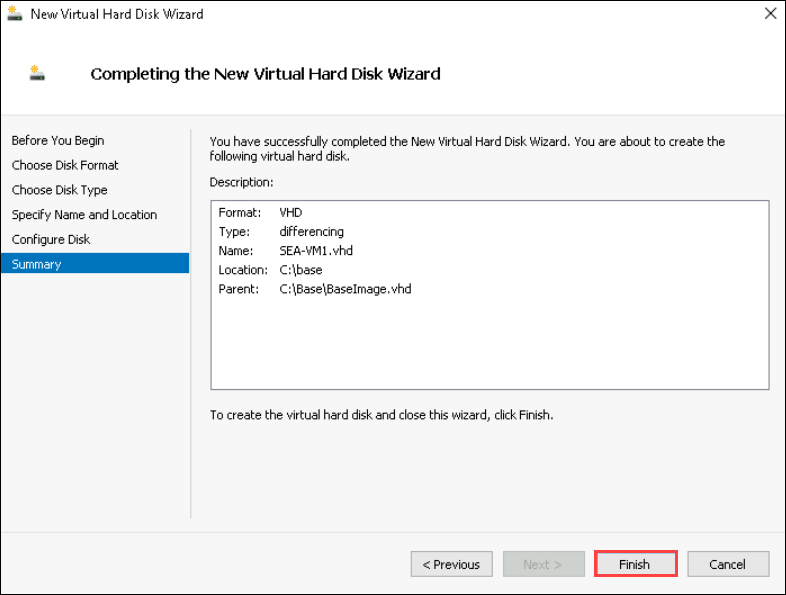 New Virtual Hard Disk Wizard
Completing the New Virtual Hard Disk Wizard
Before You Begin
Choose Disk Format
Choose Disk Type
Specify Name and Location
Configure Disk
Summary
You have successfully completed the New Virtual Hard Disk Wizard. You are about to create the
following virtual hard disk.
Description:
Format: VHD
Type: differencing
Name: SEA-VM1.vhd
Location: C:\base
Parent: C:\Base\BaseImage.vhd
To create the virtual hard disk and close this wizard, click Finish.
< Previous Next > Finish Cancel